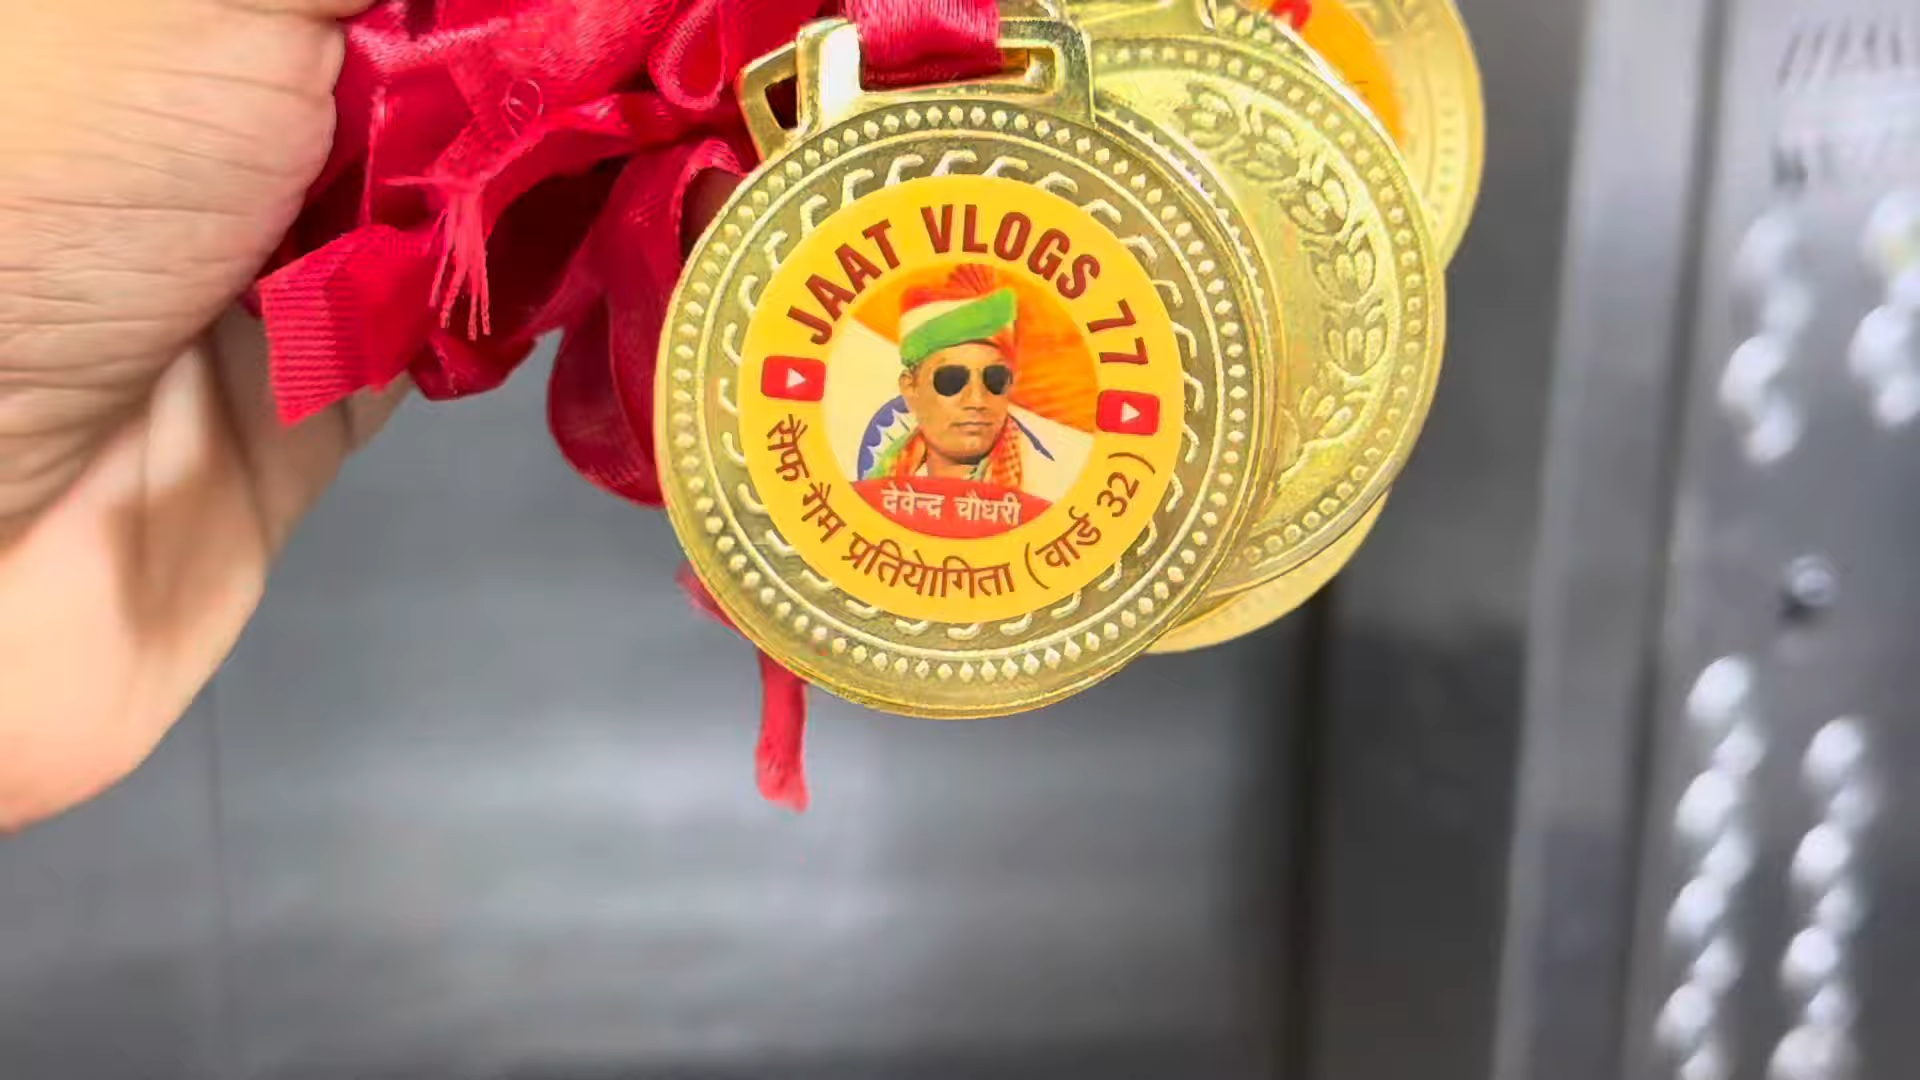 JAAT VLOGS 77
देवेन्द्र चौधरी
सैफ गैम प्रतियोगिता (वार्ड 32)